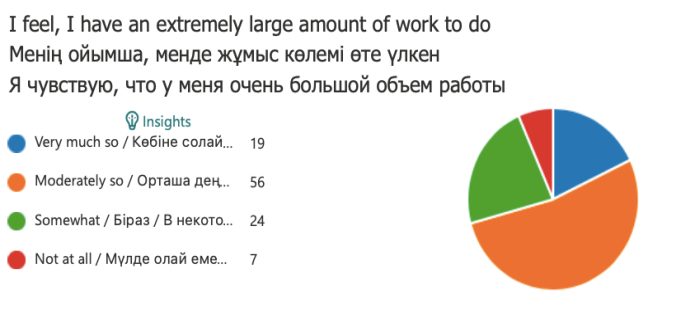 I feel, I have an extremely large amount of work to do
Менің ойымша, менде жұмыс көлемі өте үлкен
Я чувствую, что у меня очень большой объем работы
Insights
Very much so / Көбіне солай... 19
Moderately so / Орташа дең... 56
Somewhat / Біраз / В некото... 24
Not at all / Мүлде олай еме... 7